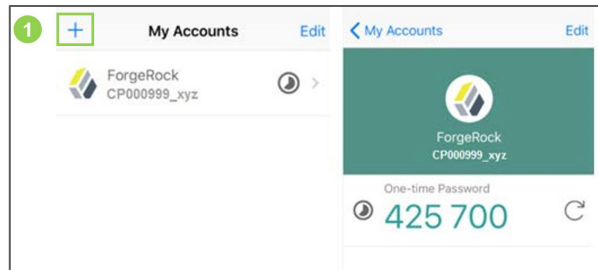 1
+ My Accounts Edit
ForgeRock
CP000999_xyz
My Accounts Edit
ForgeRock
CP000999_xyz
One-time Password
425 700